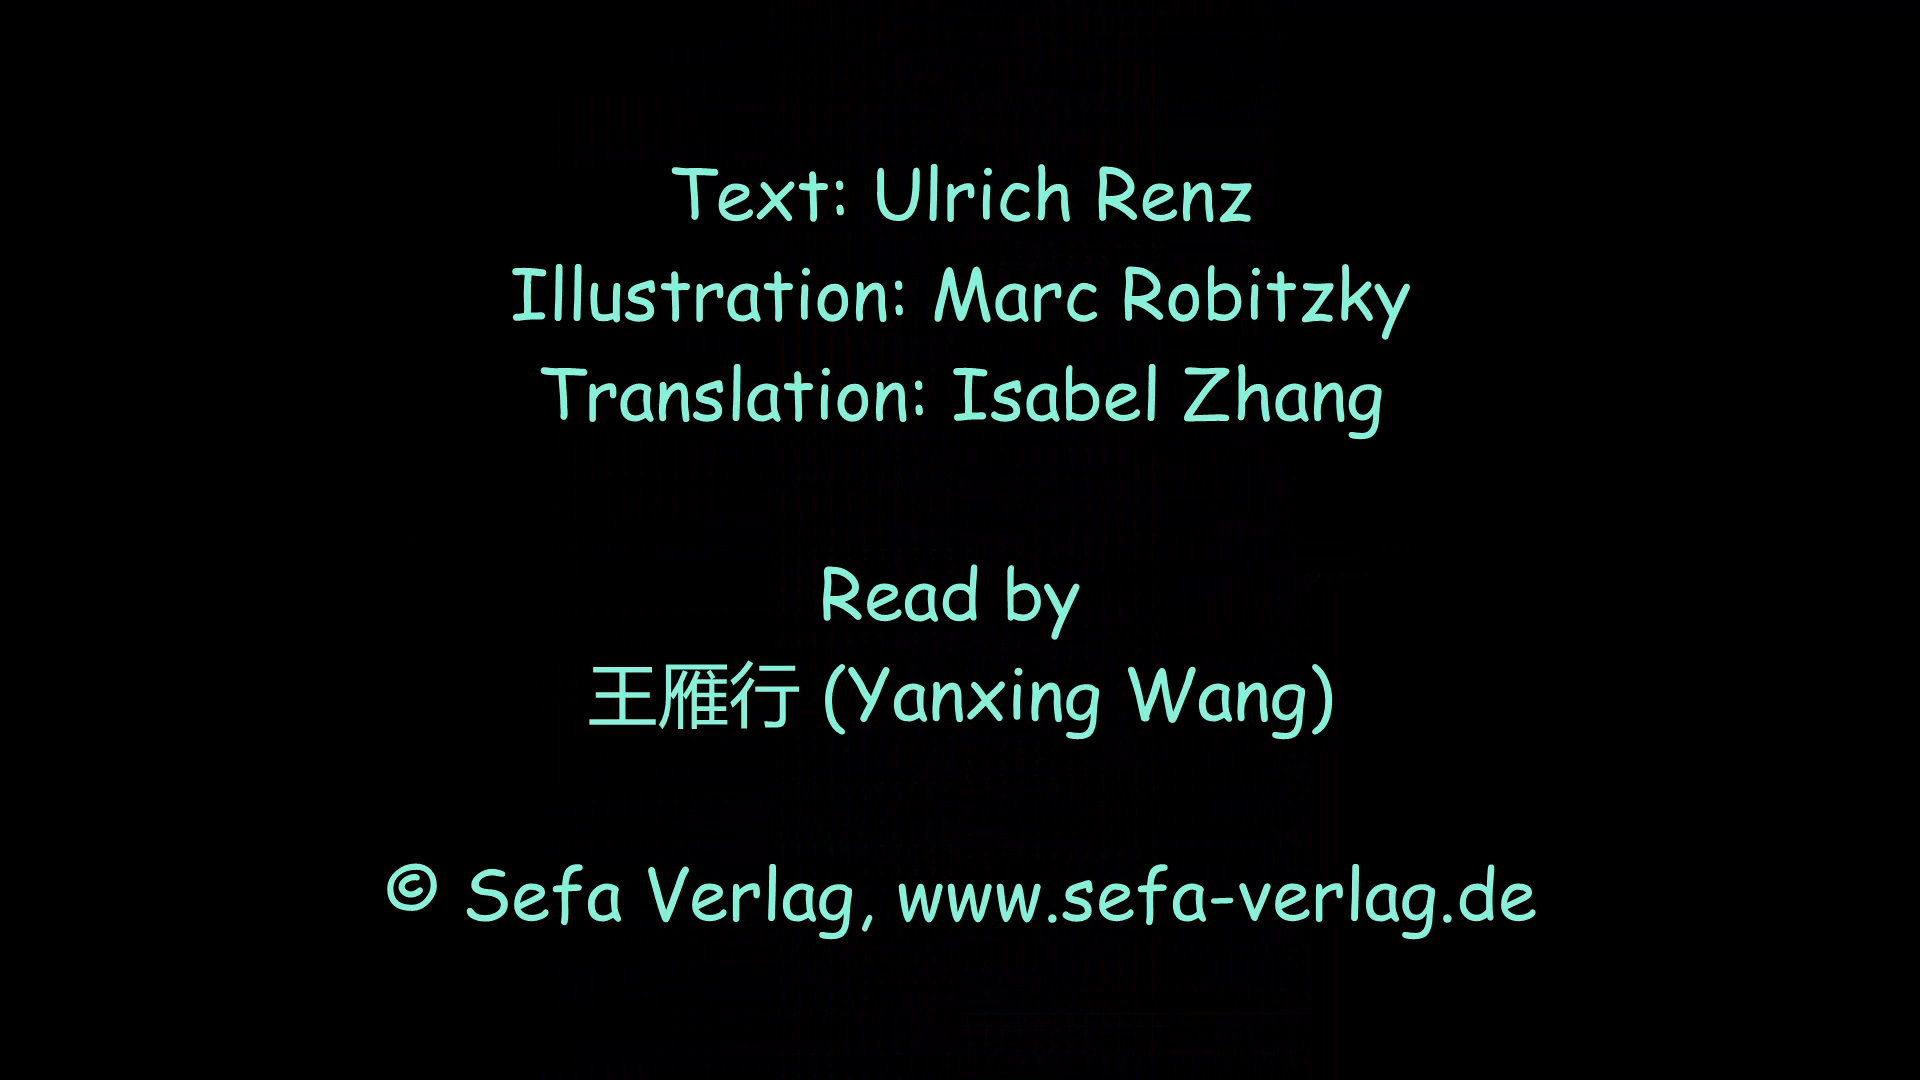 Text: Ulrich Renz
Illustration: Marc Robitzky
Translation: Isabel Zhang
Read by
王雁行 (Yanxing Wang)
© Sefa Verlag, www.sefa-verlag.de